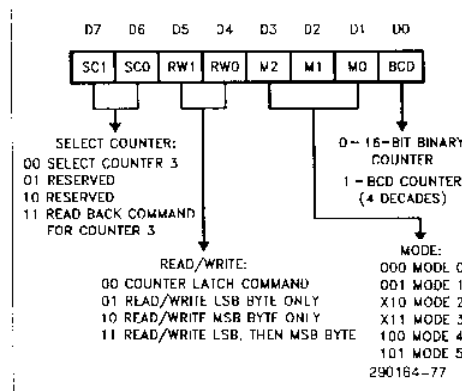 D7 D6 D5 D4 D3 D2 D1 D0
SC1 SC0 RW1 RW0 M2 M1 M0 BCD
SELECT COUNTER:
00 SELECT COUNTER 3
01 RESERVED
10 RESERVED
11 READ BACK COMMAND
FOR COUNTER 3
0 - 16-BIT BINARY
COUNTER
1 - BCD COUNTER
(4 DECADES)
READ/WRITE:
00 COUNTER LATCH COMMAND
01 READ/WRITE LSB BYTE ONLY
10 READ/WRITE MSB BYTE ONLY
11 READ/WRITE LSB, THEN MSB BYTE
MODE:
000 MODE 0
001 MODE 1
X10 MODE 2
X11 MODE 3
100 MODE 4
101 MODE 5
290164-77